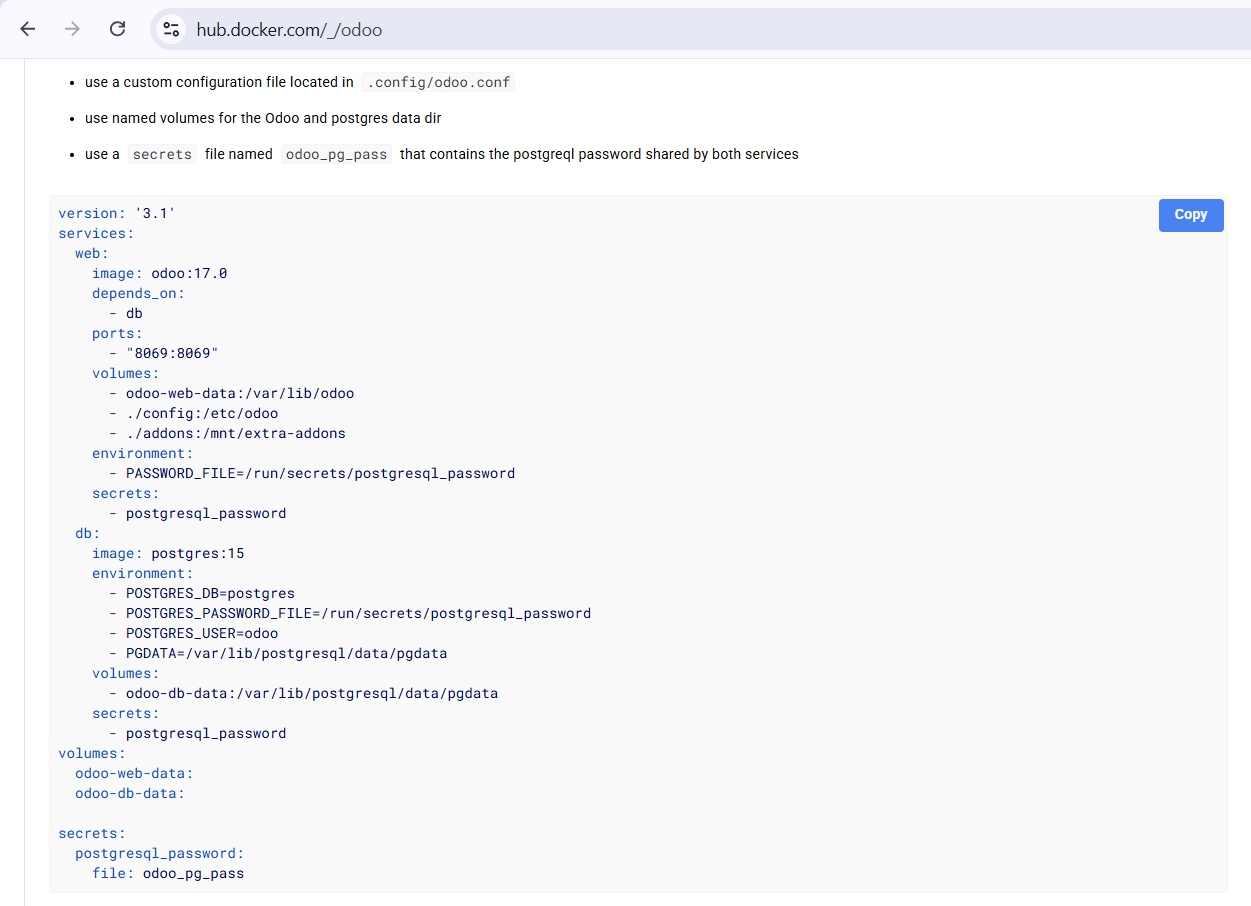 hub.docker.com/_/odoo
• use a custom configuration file located in .config/odoo.conf
• use named volumes for the Odoo and postgres data dir
• use a secrets file named odoo_pg_pass that contains the postgreql password shared by both services
Copy
version: '3.1'
services:
  web:
    image: odoo:17.0
    depends_on:
      - db
    ports:
      - "8069:8069"
    volumes:
      - odoo-web-data:/var/lib/odoo
      - ./config:/etc/odoo
      - ./addons:/mnt/extra-addons
    environment:
      - PASSWORD_FILE=/run/secrets/postgresql_password
    secrets:
      - postgresql_password
  db:
    image: postgres:15
    environment:
      - POSTGRES_DB=postgres
      - POSTGRES_PASSWORD_FILE=/run/secrets/postgresql_password
      - POSTGRES_USER=odoo
      - PGDATA=/var/lib/postgresql/data/pgdata
    volumes:
      - odoo-db-data:/var/lib/postgresql/data/pgdata
    secrets:
      - postgresql_password
volumes:
  odoo-web-data:
  odoo-db-data:

secrets:
  postgresql_password:
    file: odoo_pg_pass